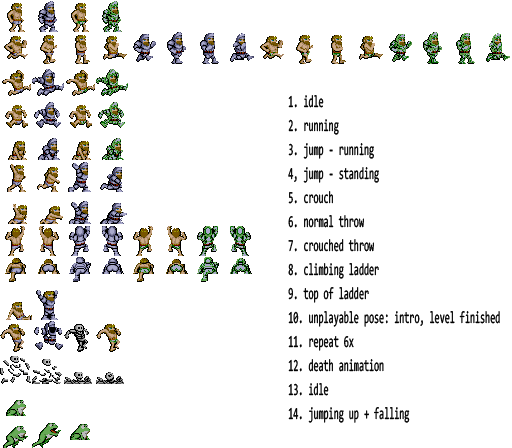 1. idle
2. running
3. jump - running
4, jump - standing
5. crouch
6. normal throw
7. crouched throw
8. climbing ladder
9. top of ladder
10. unplayable pose: intro, level finished
11. repeat 6x
12. death animation
13. idle
14. jumping up + falling